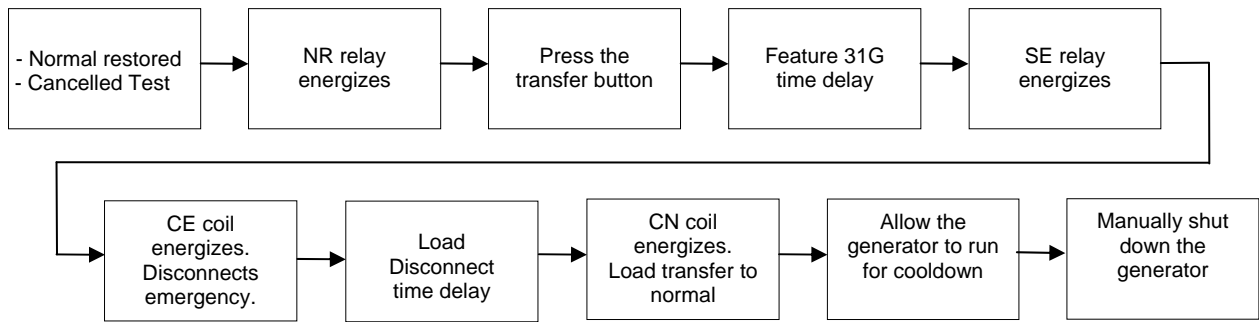 - Normal restored
- Cancelled Test
NR relay
energizes
Press the
transfer button
Feature 31G
time delay
SE relay
energizes
CE coil
energizes.
Disconnects
emergency.
Load
Disconnect
time delay
CN coil
energizes.
Load transfer to
normal
Allow the
generator to run
for cooldown
Manually shut
down the
generator